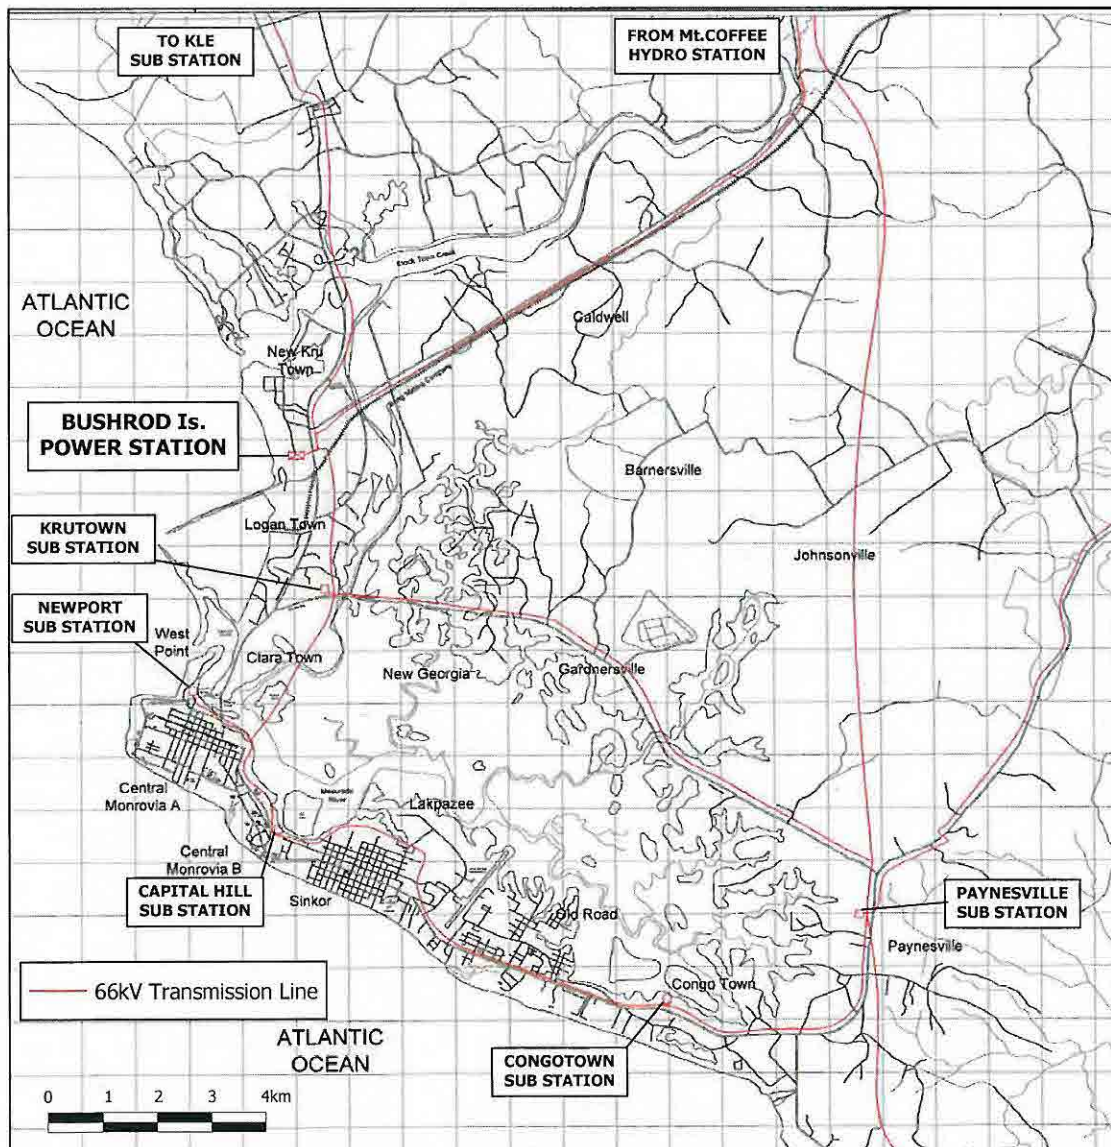 TO KLE
SUB STATION
FROM Mt.COFFEE
HYDRO STATION
ATLANTIC
OCEAN
Caldwell
New Kru
Town
BUSHROD Is.
POWER STATION
Barnersville
Logan Town
KRUTOWN
SUB STATION
Johnsonville
NEWPORT
SUB STATION
West
Point
Clara Town
New Georgia
Gardnersville
Central
Monrovia A
Mesurado
River
Lakpazee
Central
Monrovia B
CAPITAL HILL
SUB STATION
Sinkor
Old Road
PAYNESVILLE
SUB STATION
Paynesville
66kV Transmission Line
Congo Town
ATLANTIC
OCEAN
CONGOTOWN
SUB STATION
0 1 2 3 4km